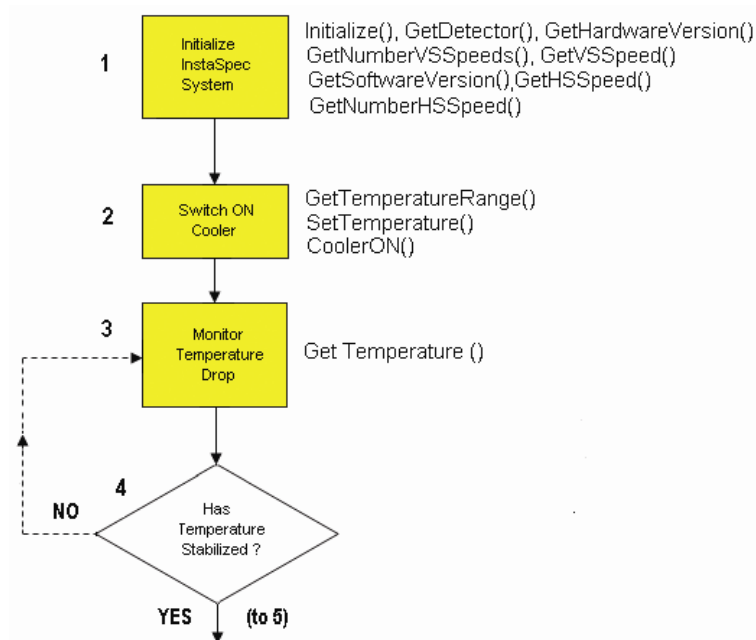 1
Initialize
InstaSpec
System
Initialize(), GetDetector(), GetHardwareVersion()
GetNumberVSSpeeds(), GetVSSpeed()
GetSoftwareVersion(),GetHSSpeed()
GetNumberHSSpeed()
2
Switch ON
Cooler
GetTemperatureRange()
SetTemperature()
CoolerON()
3
Monitor
Temperature
Drop
Get Temperature ()
4
Has
Temperature
Stabilized ?
NO
YES (to 5)